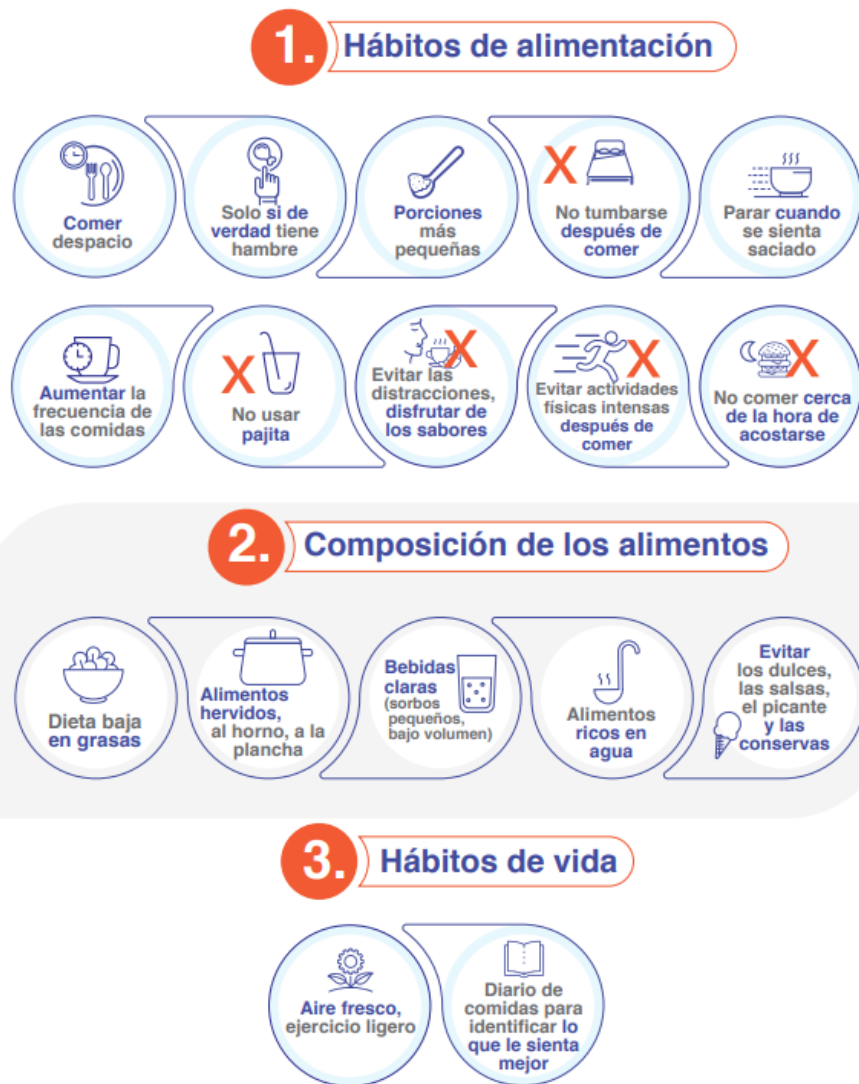 1. Hábitos de alimentación
Comer
despacio
Solo si de
verdad tiene
hambre
Porciones
más
pequeñas
X
No tumbarse
después de
comer
Parar cuando
se sienta
saciado
Aumentar la
frecuencia de
las comidas
X
No usar
pajita
X
Evitar las
distracciones,
disfrutar de
los sabores
X
Evitar actividades
físicas intensas
después de
comer
X
No comer cerca
de la hora de
acostarse
2. Composición de los alimentos
Dieta baja
en grasas
Alimentos
hervidos,
al horno, a la
plancha
Bebidas
claras
(sorbos
pequeños,
bajo volumen)
Alimentos
ricos en
agua
Evitar
los dulces,
las salsas,
el picante
y las
conservas
3. Hábitos de vida
Aire fresco,
ejercicio ligero
Diario de
comidas para
identificar lo
que le sienta
mejor